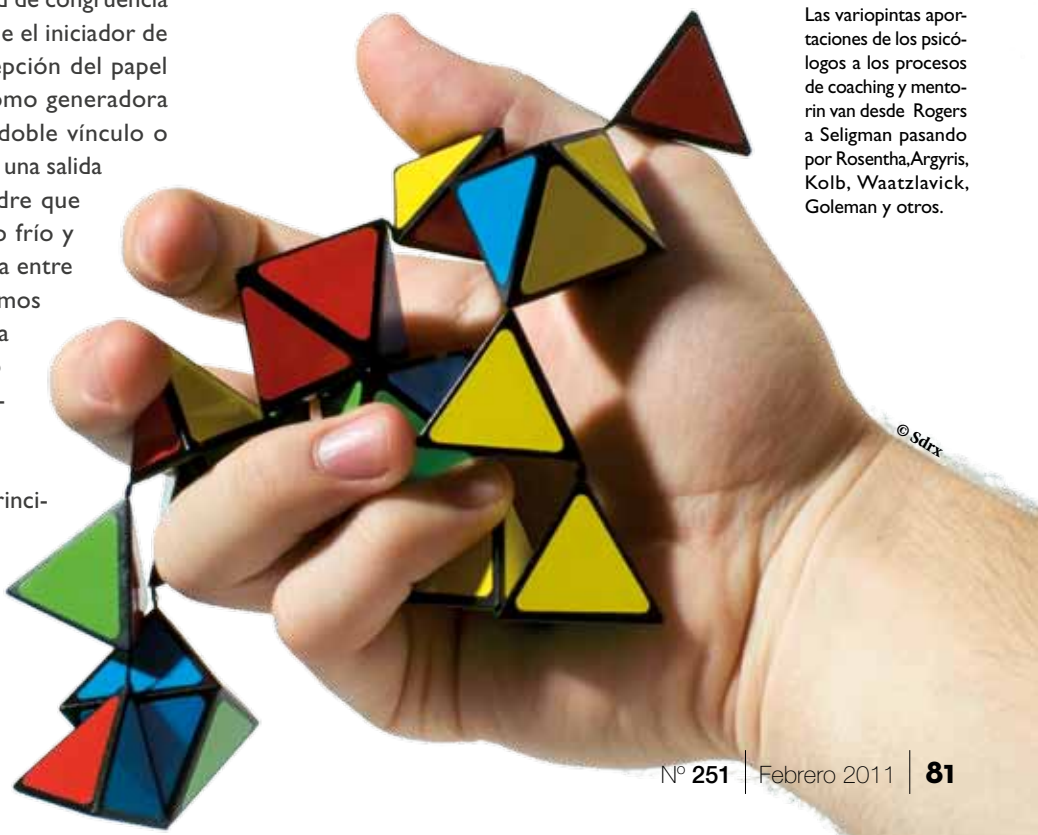 d de congruencia
e el iniciador de
epción del papel
omo generadora
doble vínculo o
una salida
dre que
o frío y
a entre
mos
a
-
rinci-
Las variopintas apor-
taciones de los psicó-
logos a los procesos
de coaching y mento-
rin van desde Rogers
a Seligman pasando
por Rosentha,Argyris,
Kolb, Waatzlavick,
Goleman y otros.
© Sdrx
Nº 251 | Febrero 2011 | 81